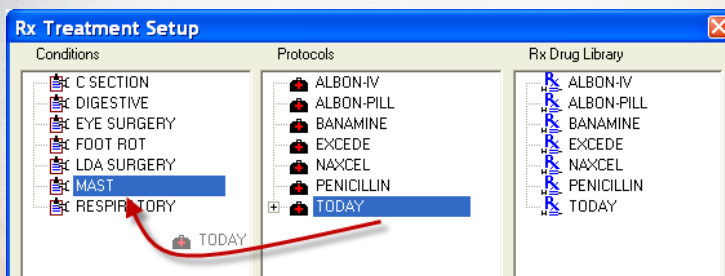 Rx Treatment Setup
Conditions
C SECTION
DIGESTIVE
EYE SURGERY
FOOT ROT
LDA SURGERY
MAST
RESPIRATORY
TODAY
Protocols
ALBON-IV
ALBON-PILL
BANAMINE
EXCEDE
NAXCEL
PENICILLIN
TODAY
Rx Drug Library
ALBON-IV
ALBON-PILL
BANAMINE
EXCEDE
NAXCEL
PENICILLIN
TODAY